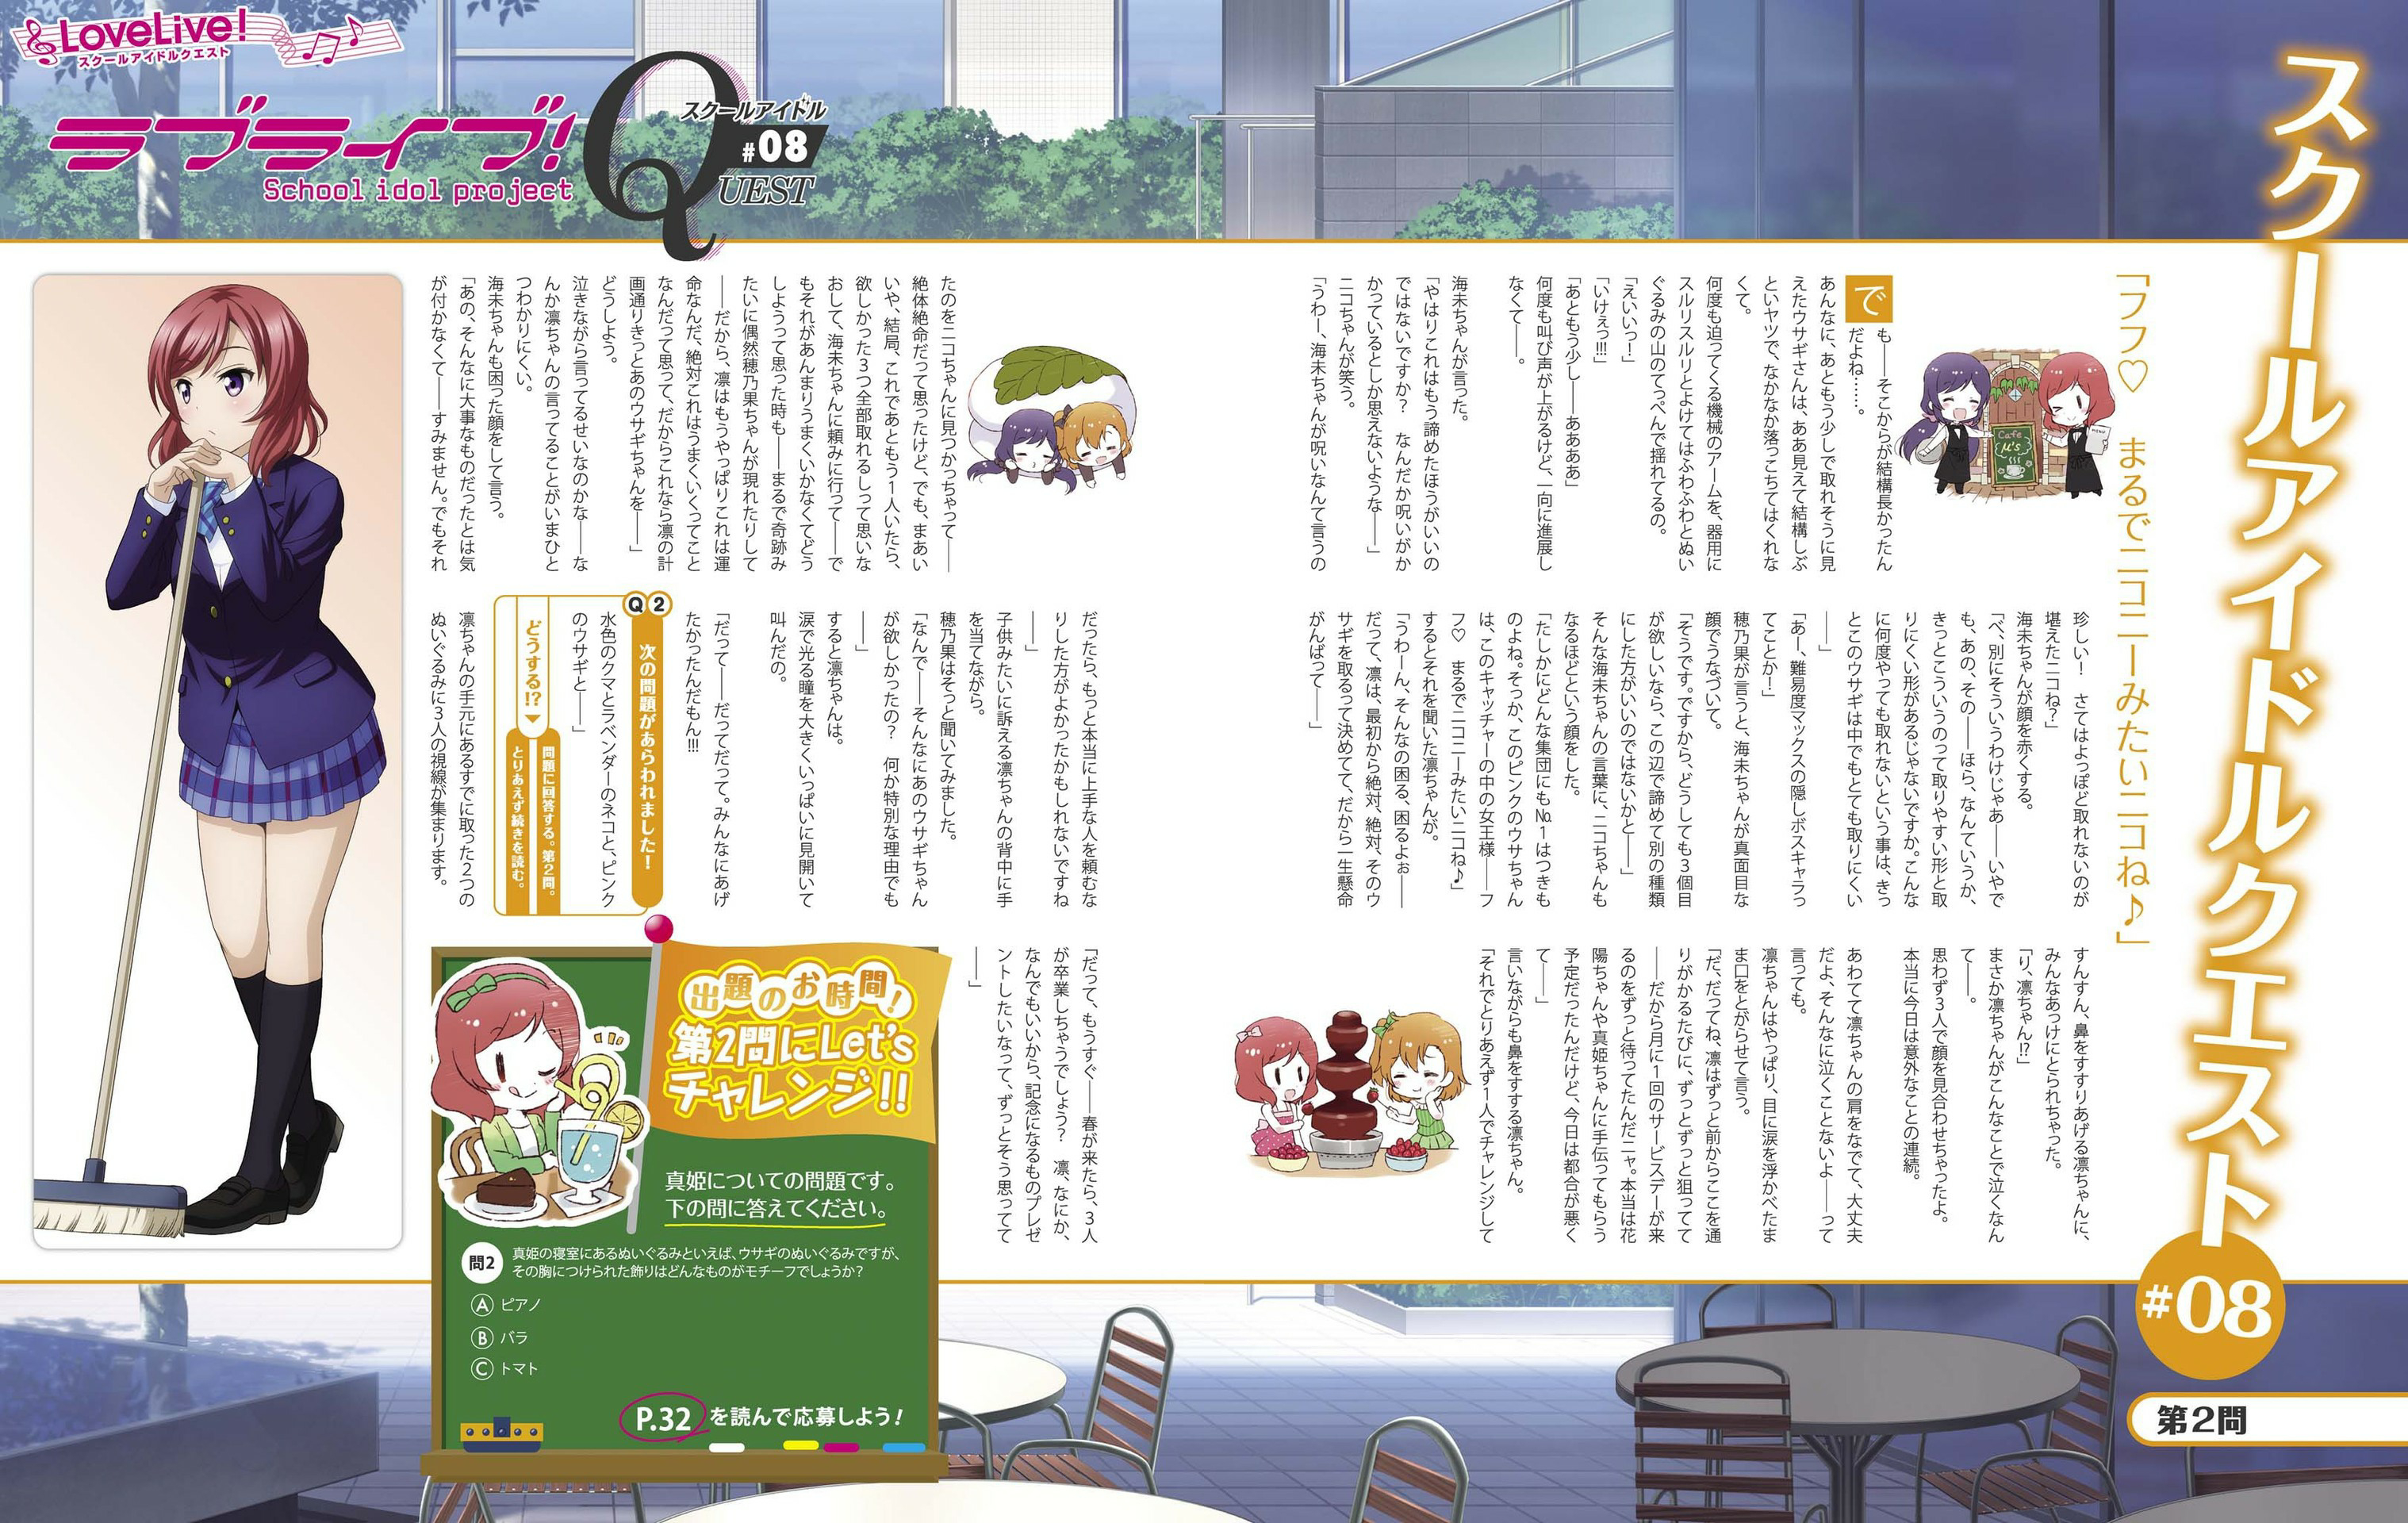 LoveLive!
スクールアイドルクエスト
ラブライブ!
School idol project
スクールアイドル
#08
QUEST
スクールアイドルクエスト
#08
第2問
「フフ♡　まるでニコニーみたいニコね♪」
Cafe
μ's
MENU
でも――そこからが結構長かったん
だよね……。
あんなに、あともう少しで取れそうに見
えたウサギさんは、ああ見えて結構しぶ
といヤツで、なかなか落っこちてはくれな
くて。
何度も迫ってくる機械のアームを、器用に
スルリスルリとよけてはふわふわとぬい
ぐるみの山のてっぺんで揺れてるの。
「えいいっ！」
「いけぇっ!!!」
「あともう少し――ああああ」
何度も叫び声が上がるけど、一向に進展し
なくて――。
海未ちゃんが言った。
「やはりこれはもう諦めたほうがいいの
ではないですか？　なんだか呪いがか
かっているとしか思えないような――」
ニコちゃんが笑う。
「うわー、海未ちゃんが呪いなんて言うの
珍しい！　さてはよっぽど取れないのが
堪えたニコね？」
海未ちゃんが顔を赤くする。
「べ、別にそういうわけじゃあ――いやで
も、あの、その――ほら、なんていうか、
きっとこういうのって取りやすい形と取
りにくい形があるじゃないですか。こんな
に何度やっても取れないという事は、きっ
とこのウサギは中でもとても取りにくい
――」
「あー、難易度マックスの隠しボスキャラっ
てことか！」
穂乃果が言うと、海未ちゃんが真面目な
顔でうなづいて。
「そうです。ですから、どうしても3個目
が欲しいなら、この辺で諦めて別の種類
にした方がいいのではないかと――」
そんな海未ちゃんの言葉に、ニコちゃんも
なるほどという顔をした。
「たしかにどんな集団にもNo.1はつきも
のよね。そっか、このピンクのウサちゃん
は、このキャッチャーの中の女王様――フ
フ♡　まるでニコニーみたいニコね♪」
するとそれを聞いた凛ちゃんが。
「うわーん、そんなの困る、困るよぉ――
だって、凛は、最初から絶対、絶対、そのウ
サギを取るって決めてて、だから一生懸命
がんばって――」
すんすん、鼻をすすりあげる凛ちゃんに、
みんなあっけにとられちゃった。
「り、凛ちゃん!?」
まさか凛ちゃんがこんなことで泣くなん
て――。
思わず3人で顔を見合わせちゃったよ。
本当に今日は意外なことの連続。
あわてて凛ちゃんの肩をなでて、大丈夫
だよ、そんなに泣くことないよ――って
言っても。
凛ちゃんはやっぱり、目に涙を浮かべたま
ま口をとがらせて言う。
「だ、だってね、凛はずっと前からここを通
りがかるたびに、ずっとずっと狙ってて
――だから月に1回のサービスデーが来
るのをずっと待ってたんだニャ。本当は花
陽ちゃんや真姫ちゃんに手伝ってもらう
予定だったんだけど、今日は都合が悪く
て――」
言いながらも鼻をすする凛ちゃん。
「それでとりあえず1人でチャレンジして
たのをニコちゃんに見つかっちゃって――
絶体絶命だって思ったけど、でも、まあい
いや、結局、これであともう1人いたら、
欲しかった3つ全部取れるしって思いな
おして、海未ちゃんに頼みに行って――で
もそれがあんまりうまくいかなくてどう
しようって思った時も――まるで奇跡み
たいに偶然穂乃果ちゃんが現れたりして
――だから、凛はもうやっぱりこれは運
命なんだ、絶対これはうまくいくってこと
なんだって思って、だからこれなら凛の計
画通りきっとあのウサギちゃんを――」
どうしよう。
泣きながら言ってるせいなのかな――な
んか凛ちゃんの言ってることがいまひと
つわかりにくい。
海未ちゃんも困った顔をして言う。
「あの、そんなに大事なものだったとは気
が付かなくて――すみません。でもそれ
だったら、もっと本当に上手な人を頼むな
りした方がよかったかもしれないですね
――」
子供みたいに訴える凛ちゃんの背中に手
を当てながら。
穂乃果はそっと聞いてみました。
「なんで――そんなにあのウサギちゃん
が欲しかったの？　何か特別な理由でも
――」
すると凛ちゃんは。
涙で光る瞳を大きくいっぱいに見開いて
叫んだの。
「だって――だってだって。みんなにあげ
たかったんだもん!!!
Q2
次の問題があらわれました！
水色のクマとラベンダーのネコと、ピンク
のウサギと――」
どうする!?
問題に回答する。第2問。
とりあえず続きを読む。
凛ちゃんの手元にあるすでに取った2つの
ぬいぐるみに3人の視線が集まります。
「だって、もうすぐ――春が来たら、3人
が卒業しちゃうでしょう？　凛、なにか、
なんでもいいから、記念になるものプレゼ
ントしたいなって、ずっとそう思ってて
――」
出題のお時間!
第2問にLet's
チャレンジ!!
真姫についての問題です。
下の問に答えてください。
問2
真姫の寝室にあるぬいぐるみといえば、ウサギのぬいぐるみですが、
その胸につけられた飾りはどんなものがモチーフでしょうか？
A ピアノ
B バラ
C トマト
P.32を読んで応募しよう！